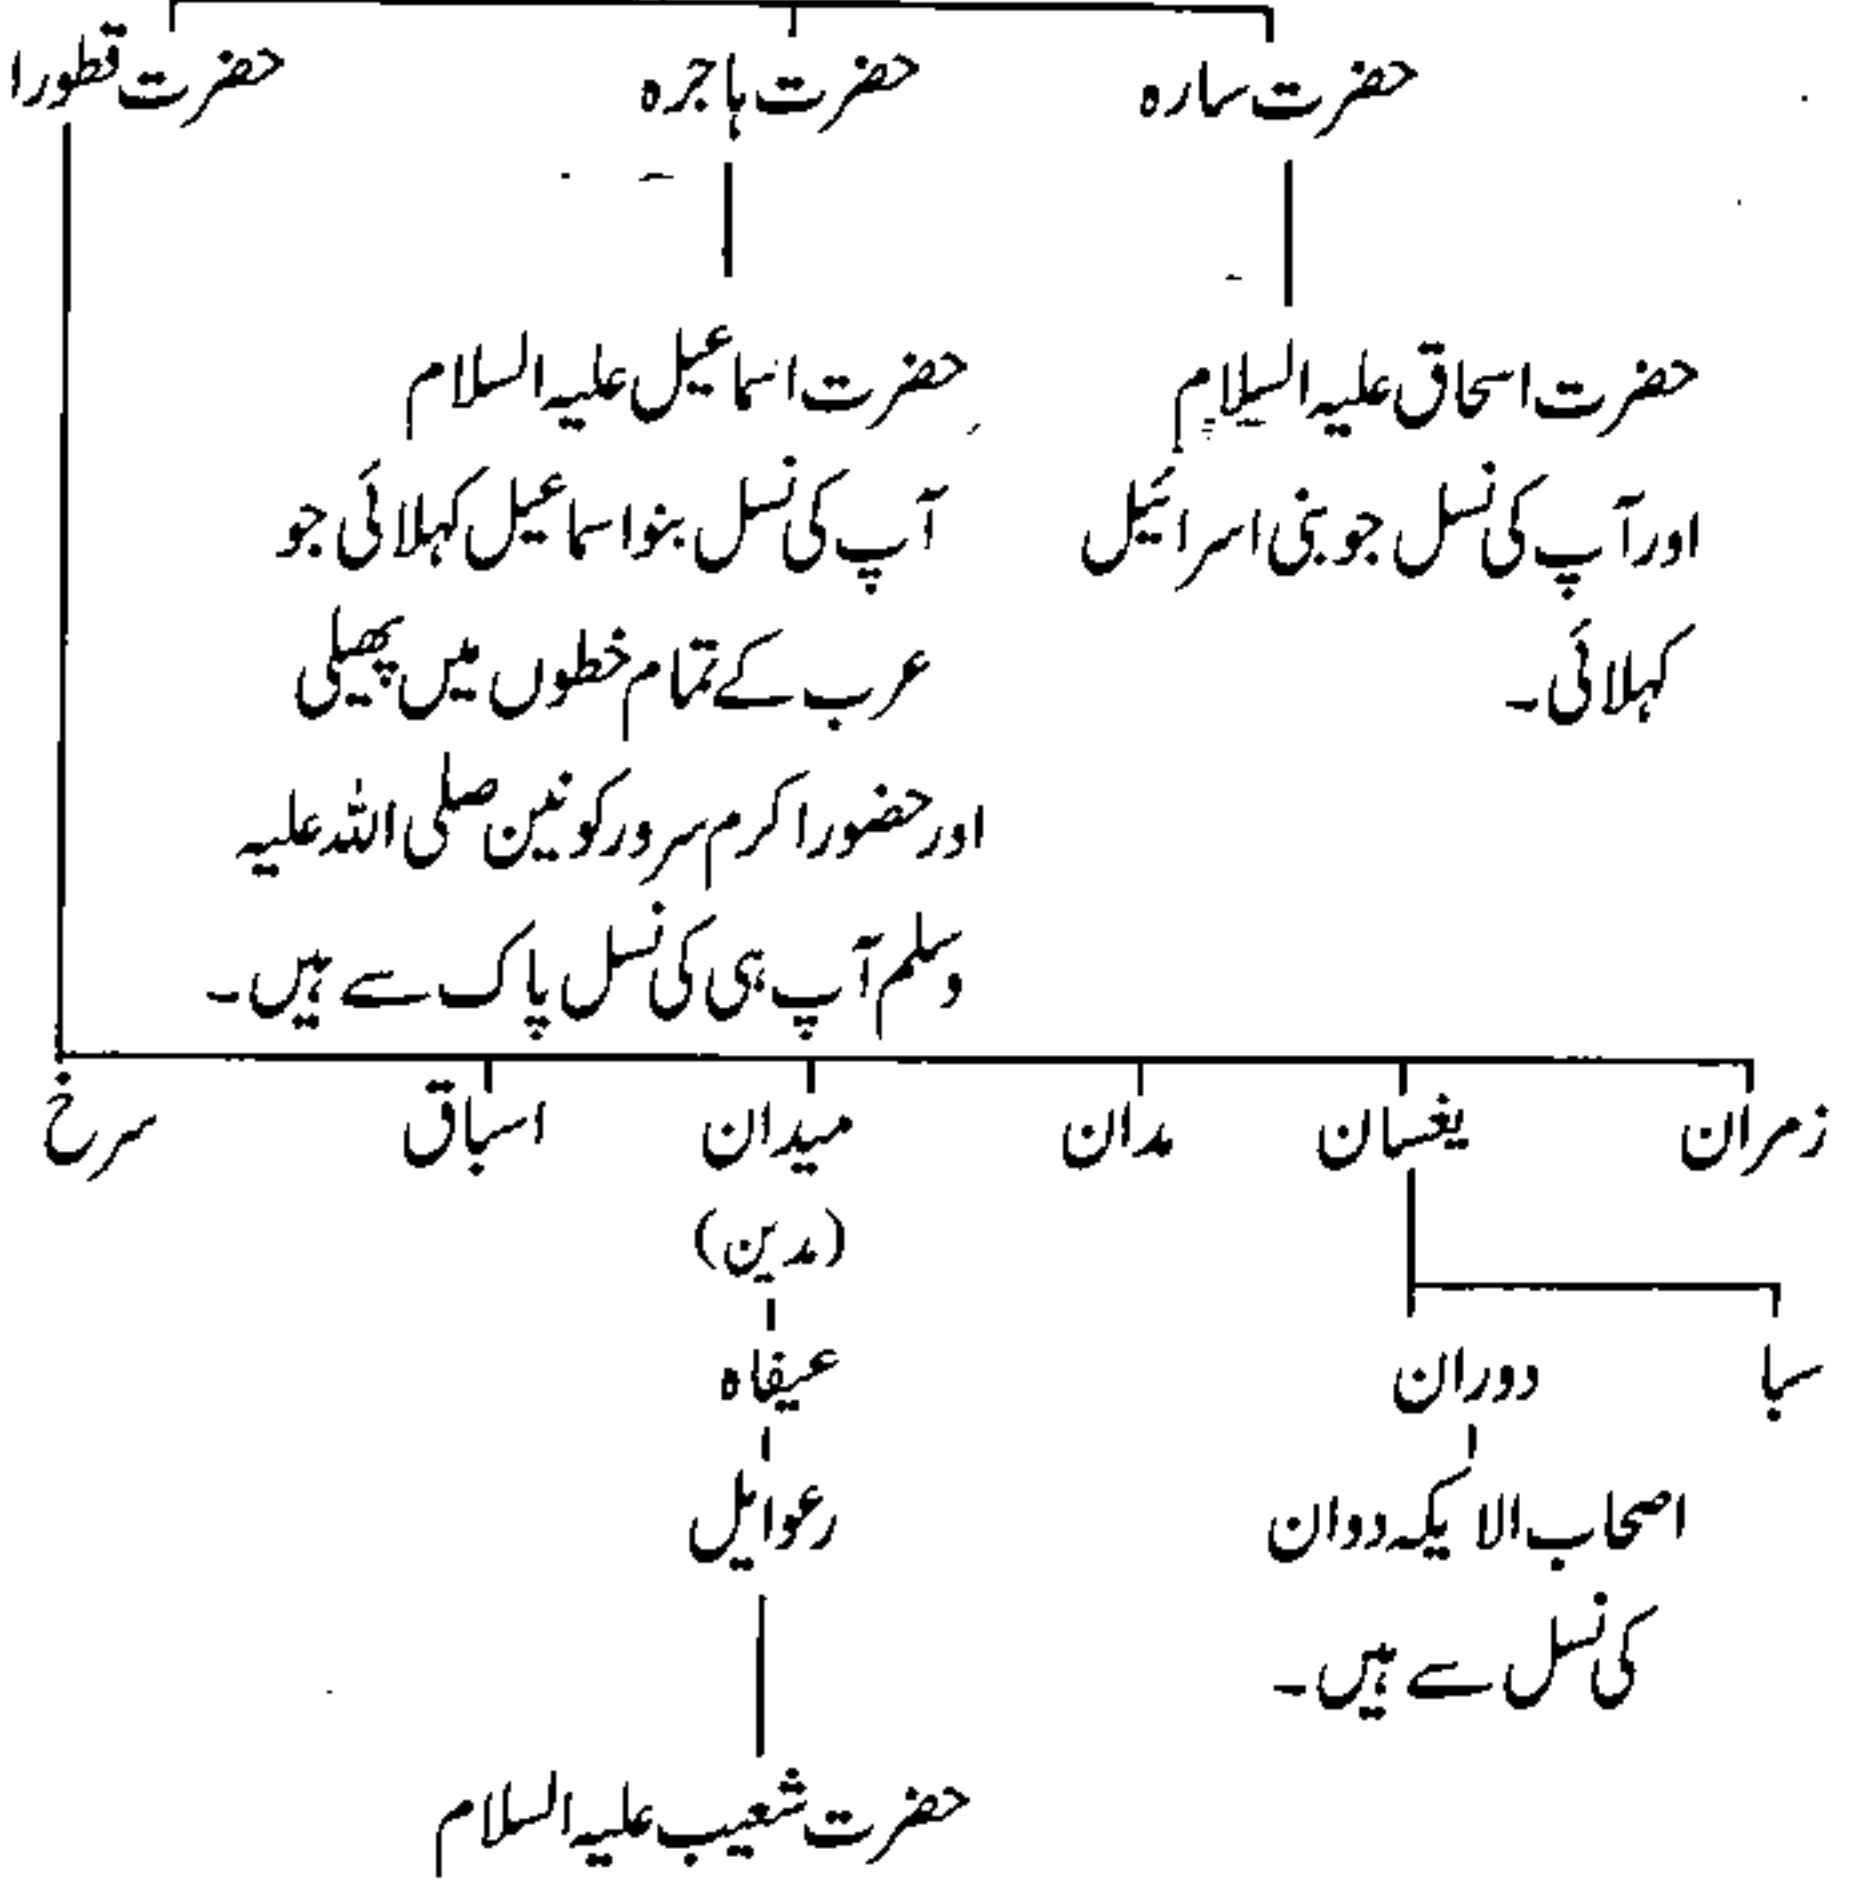 حضرت سارہ
حضرت ہاجرہ
حضرت قطورا
حضرت اسحاق علیہ السلام
اور آپ کی نسل جو بنی اسرائیل
کہلائی۔
حضرت اسماعیل علیہ السلام
آپ کی نسل بنو اسماعیل کہلائی جو
عرب کے تمام خطوں میں پھیلی
اور حضور اکرم سرور کونین صلی اللہ علیہ
وسلم آپ ہی کی نسل پاک سے ہیں۔
زمران
یغسان
مدان
میدان
اسباق
سرخ
(مدین)
سبا
دوران
عیفاہ
اصحاب الا یکہ دوان
کی نسل سے ہیں۔
رعوایل
حضرت شعیب علیہ السلام